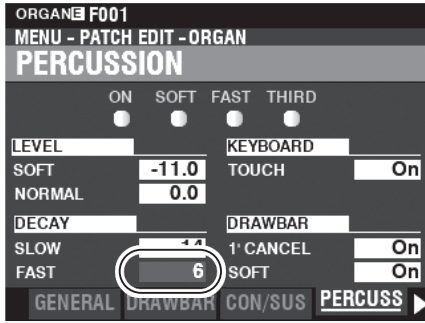 ORGAN E F001
MENU - PATCH EDIT - ORGAN
PERCUSSION
ON SOFT FAST THIRD
LEVEL KEYBOARD
SOFT -11.0 TOUCH On
NORMAL 0.0
DECAY DRAWBAR
SLOW 14 1' CANCEL On
FAST 6 SOFT On
GENERAL DRAWBAR CON/SUS PERCUSS